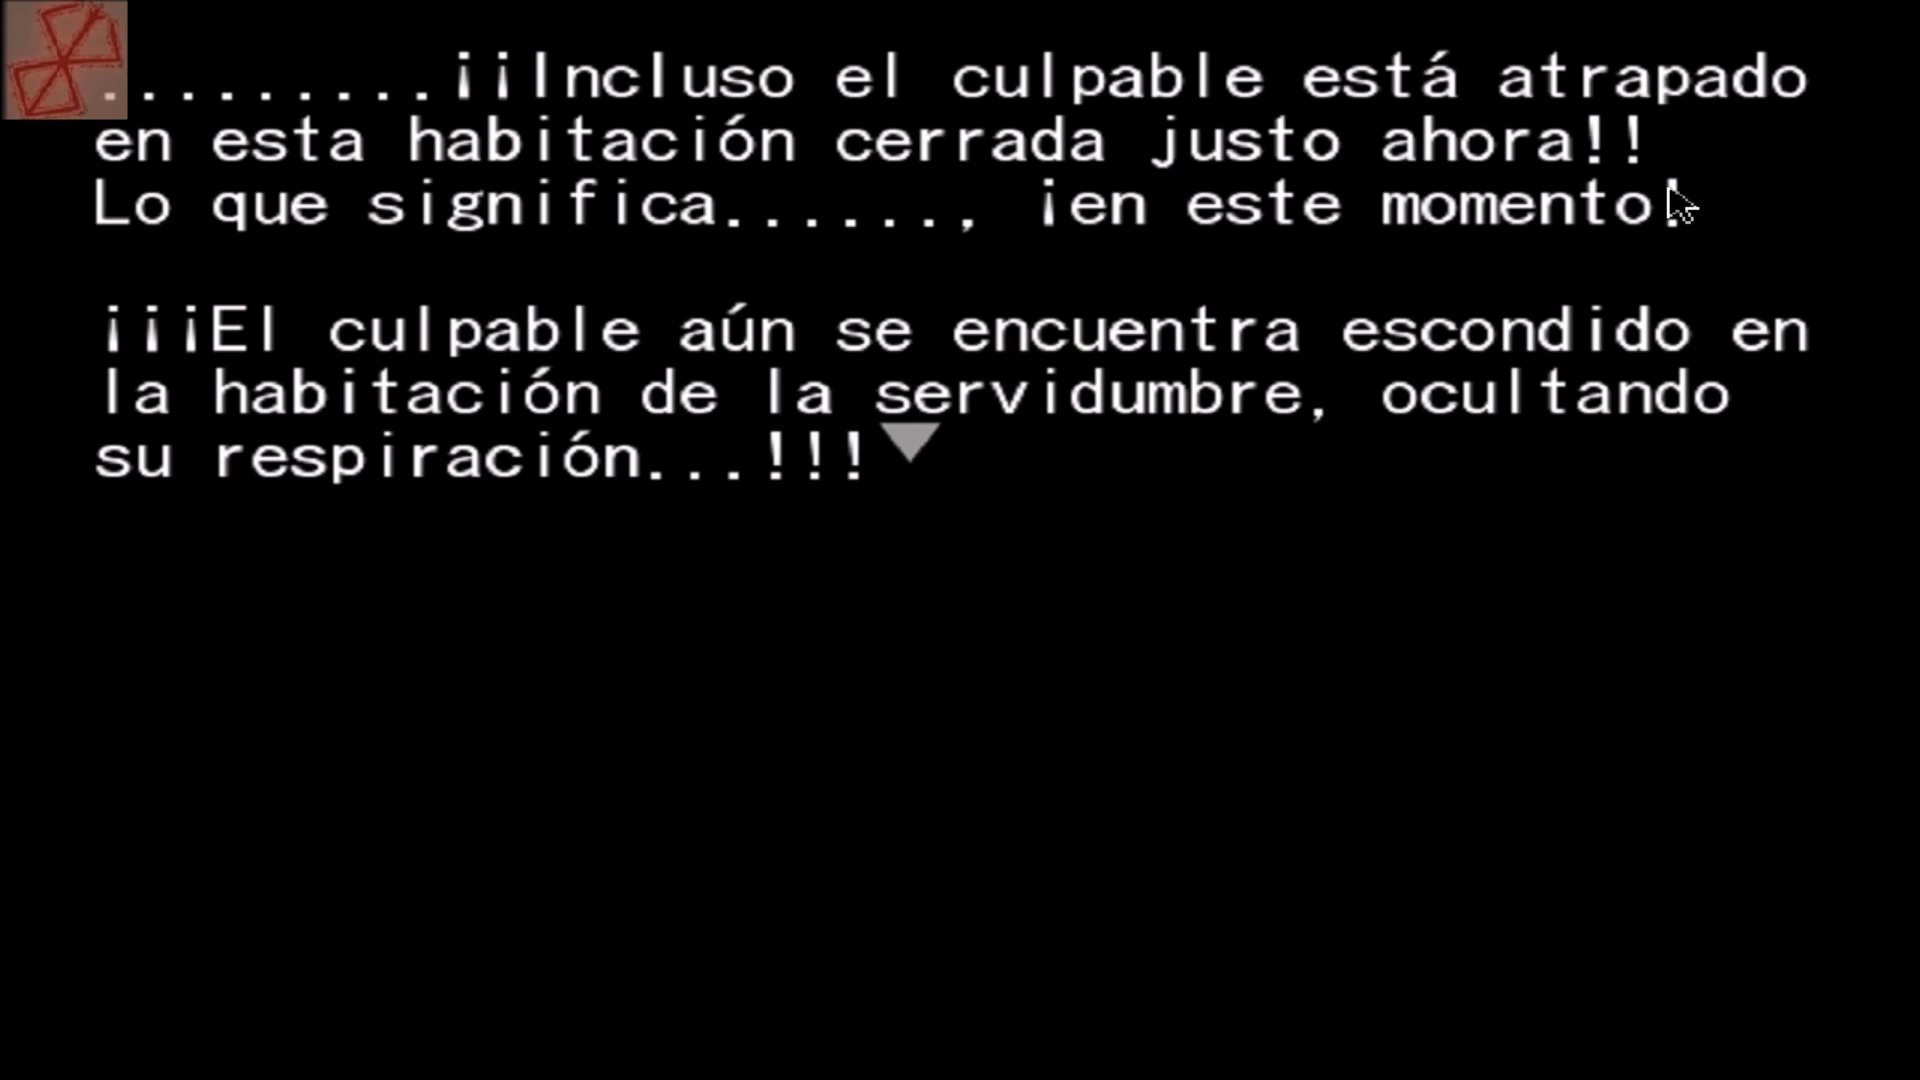 .........¡¡Incluso el culpable está atrapado
en esta habitación cerrada justo ahora!!
Lo que significa......., ¡en este momento!
¡¡¡El culpable aún se encuentra escondido en
la habitación de la servidumbre, ocultando
su respiración...!!!